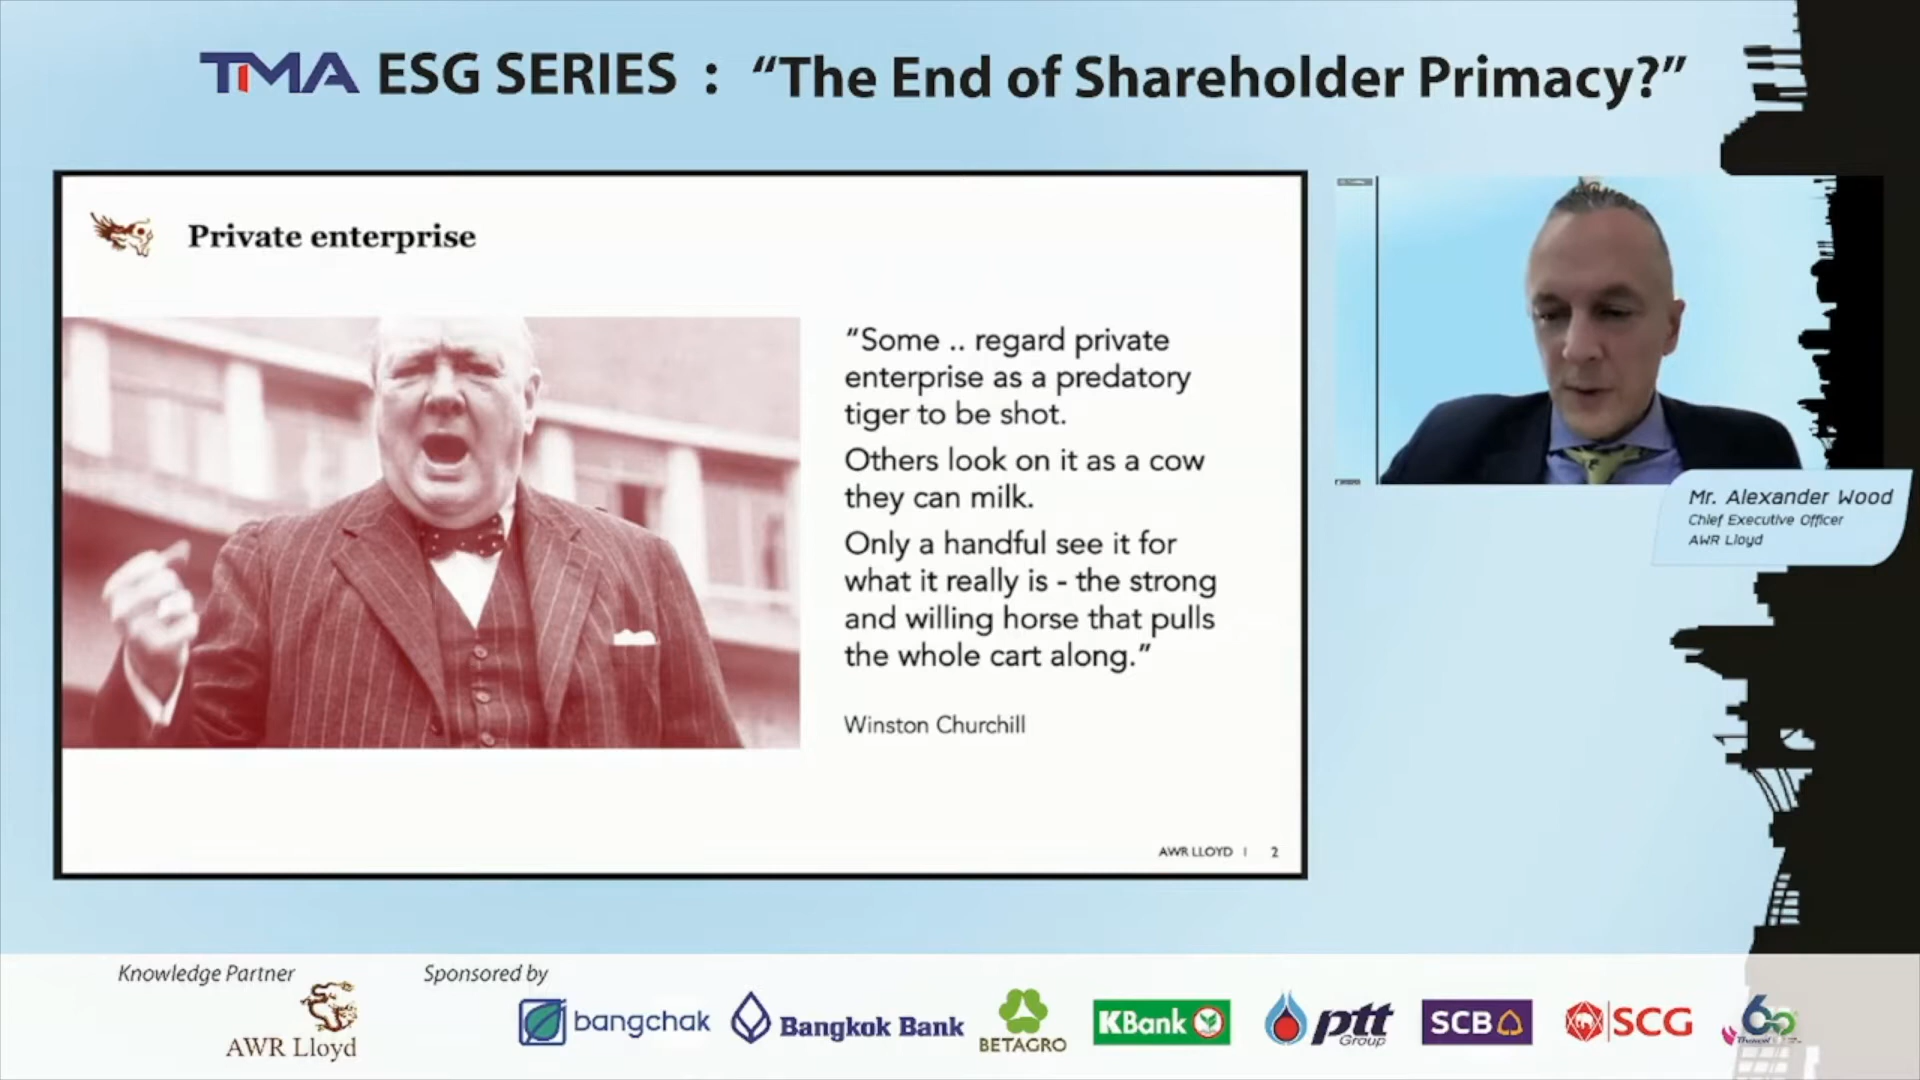 TMA ESG SERIES : “The End of Shareholder Primacy?”
Private enterprise
“Some .. regard private
enterprise as a predatory
tiger to be shot.
Others look on it as a cow
they can milk.
Only a handful see it for
what it really is - the strong
and willing horse that pulls
the whole cart along.”
Winston Churchill
AWR LLOYD | 2
Mr. Alexander Wood
Chief Executive Officer
AWR Lloyd
Knowledge Partner
AWR Lloyd
Sponsored by
bangchak
Bangkok Bank
BETAGRO
KBank
ptt
Group
SCB
SCG
60